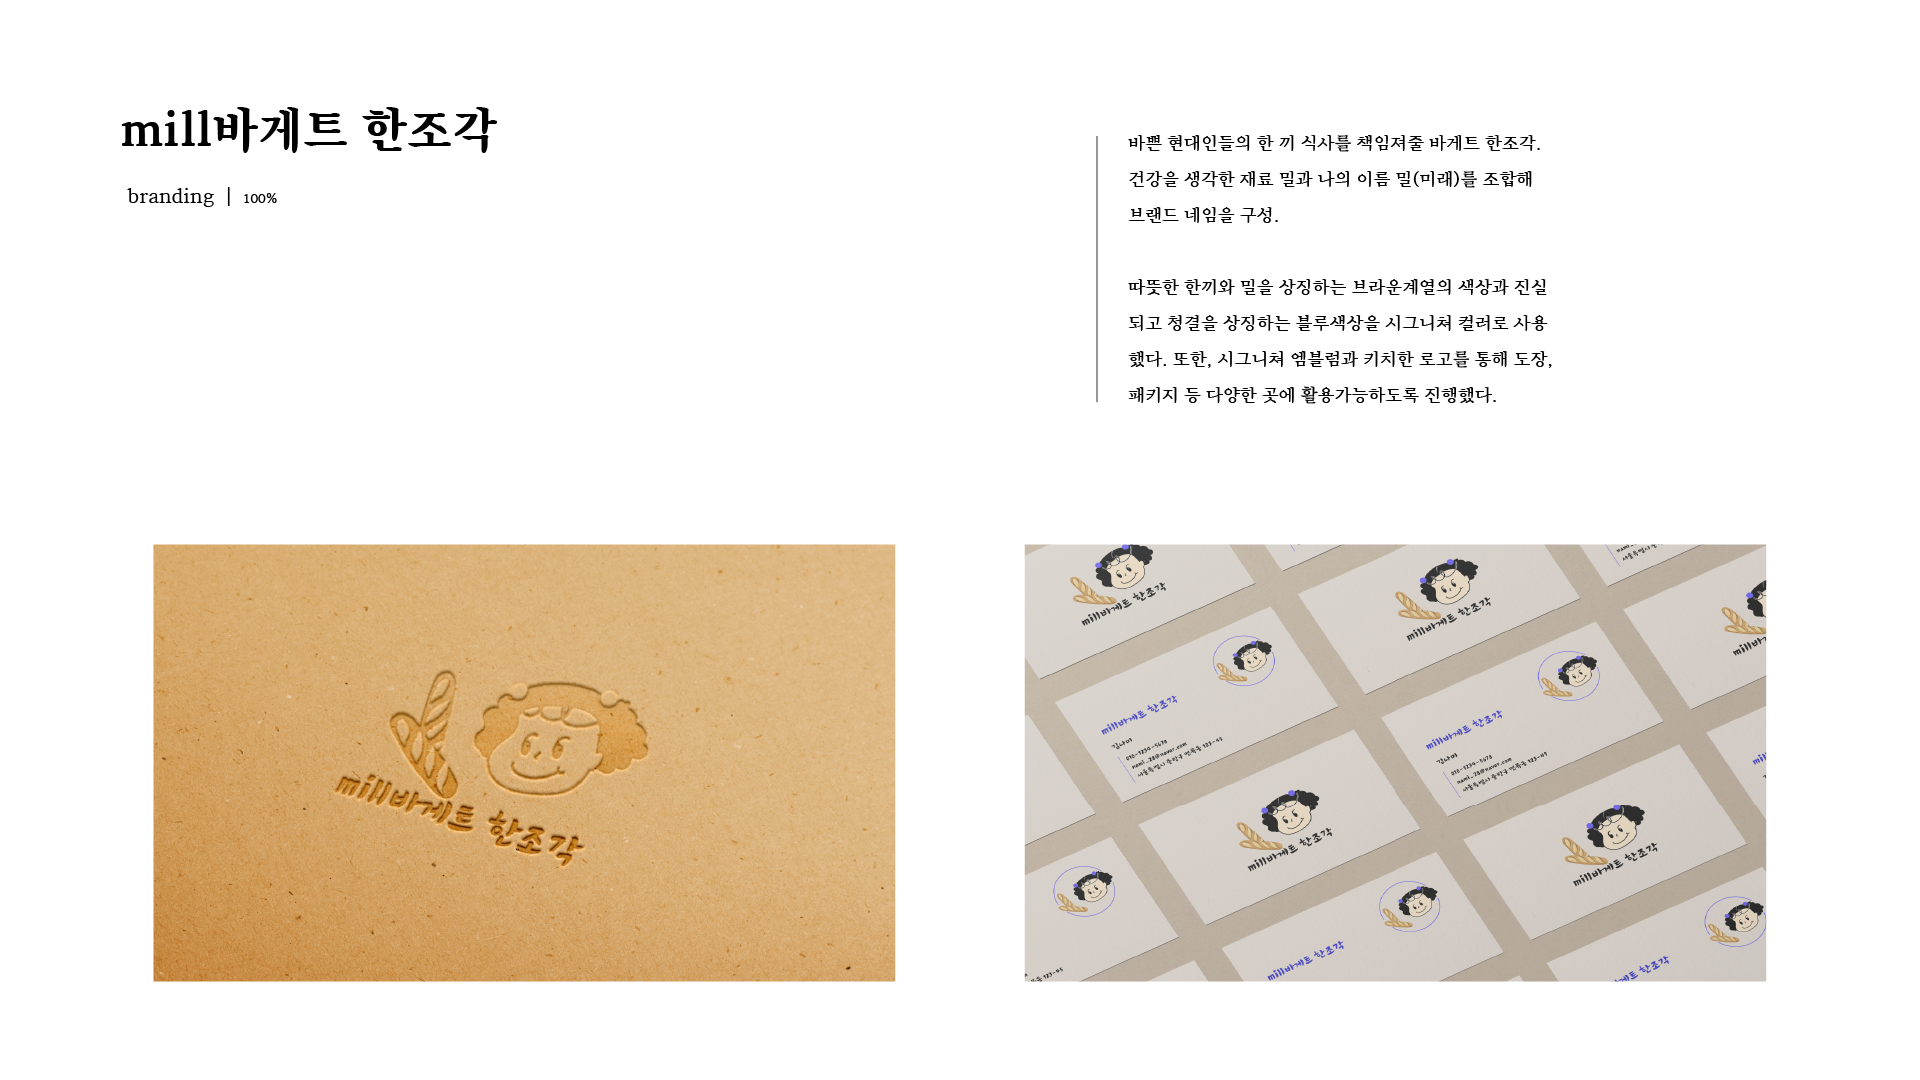 mill바게트 한조각
branding | 100%
바쁜 현대인들의 한 끼 식사를 책임져줄 바게트 한조각.
건강을 생각한 재료 밀과 나의 이름 밀(미래)를 조합해
브랜드 네임을 구성.
따뜻한 한끼와 밀을 상징하는 브라운계열의 색상과 진실
되고 청결을 상징하는 블루색상을 시그니쳐 컬러로 사용
했다. 또한, 시그니쳐 엠블럼과 키치한 로고를 통해 도장,
패키지 등 다양한 곳에 활용가능하도록 진행했다.
mill바게트 한조각
mill바게트 한조각
mill바게트 한조각
mill바게트 한조각
010-1234-5678
mill바게트 한조각
010-1234-5678
mill바게트 한조각
mill바게트 한조각
mill바게트 한조각
mill바게트 한조각